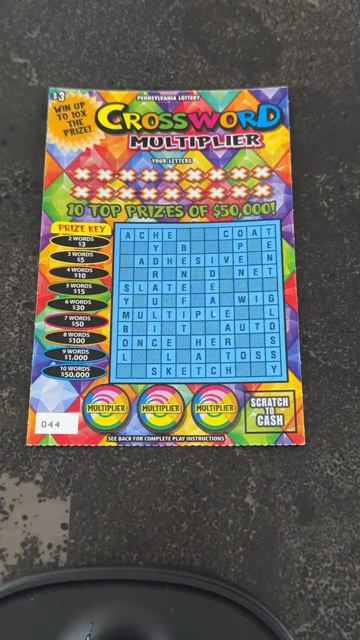 $3
PENNSYLVANIA LOTTERY
WIN UP
TO 10X
THE
PRIZE!
CROSSWORD
MULTIPLIER
YOUR LETTERS
10 TOP PRIZES OF $50,000!
PRIZE KEY
2 WORDS
$3
3 WORDS
$5
4 WORDS
$10
5 WORDS
$15
6 WORDS
$30
7 WORDS
$50
8 WORDS
$100
9 WORDS
$1,000
10 WORDS
$50,000
ACHE COAT
ADHESIVE
NET
SLATE
WIG
MULTIPLE
AUTO
ONCE HER
TOSS
SKETCH
MULTIPLIER
MULTIPLIER
MULTIPLIER
SCRATCH
TO
CASH
044
SEE BACK FOR COMPLETE PLAY INSTRUCTIONS